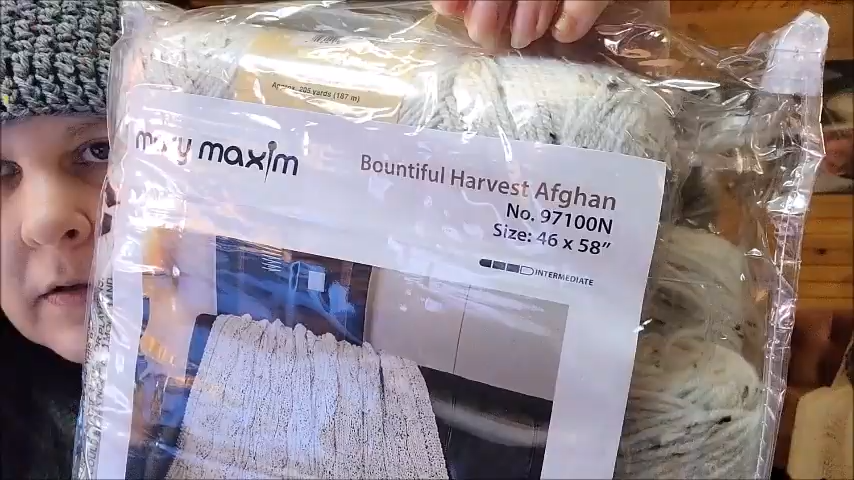 Approx. 205 yards (187 m)
mary maxim
Bountiful Harvest Afghan
No. 97100N
Size: 46 x 58"
INTERMEDIATE